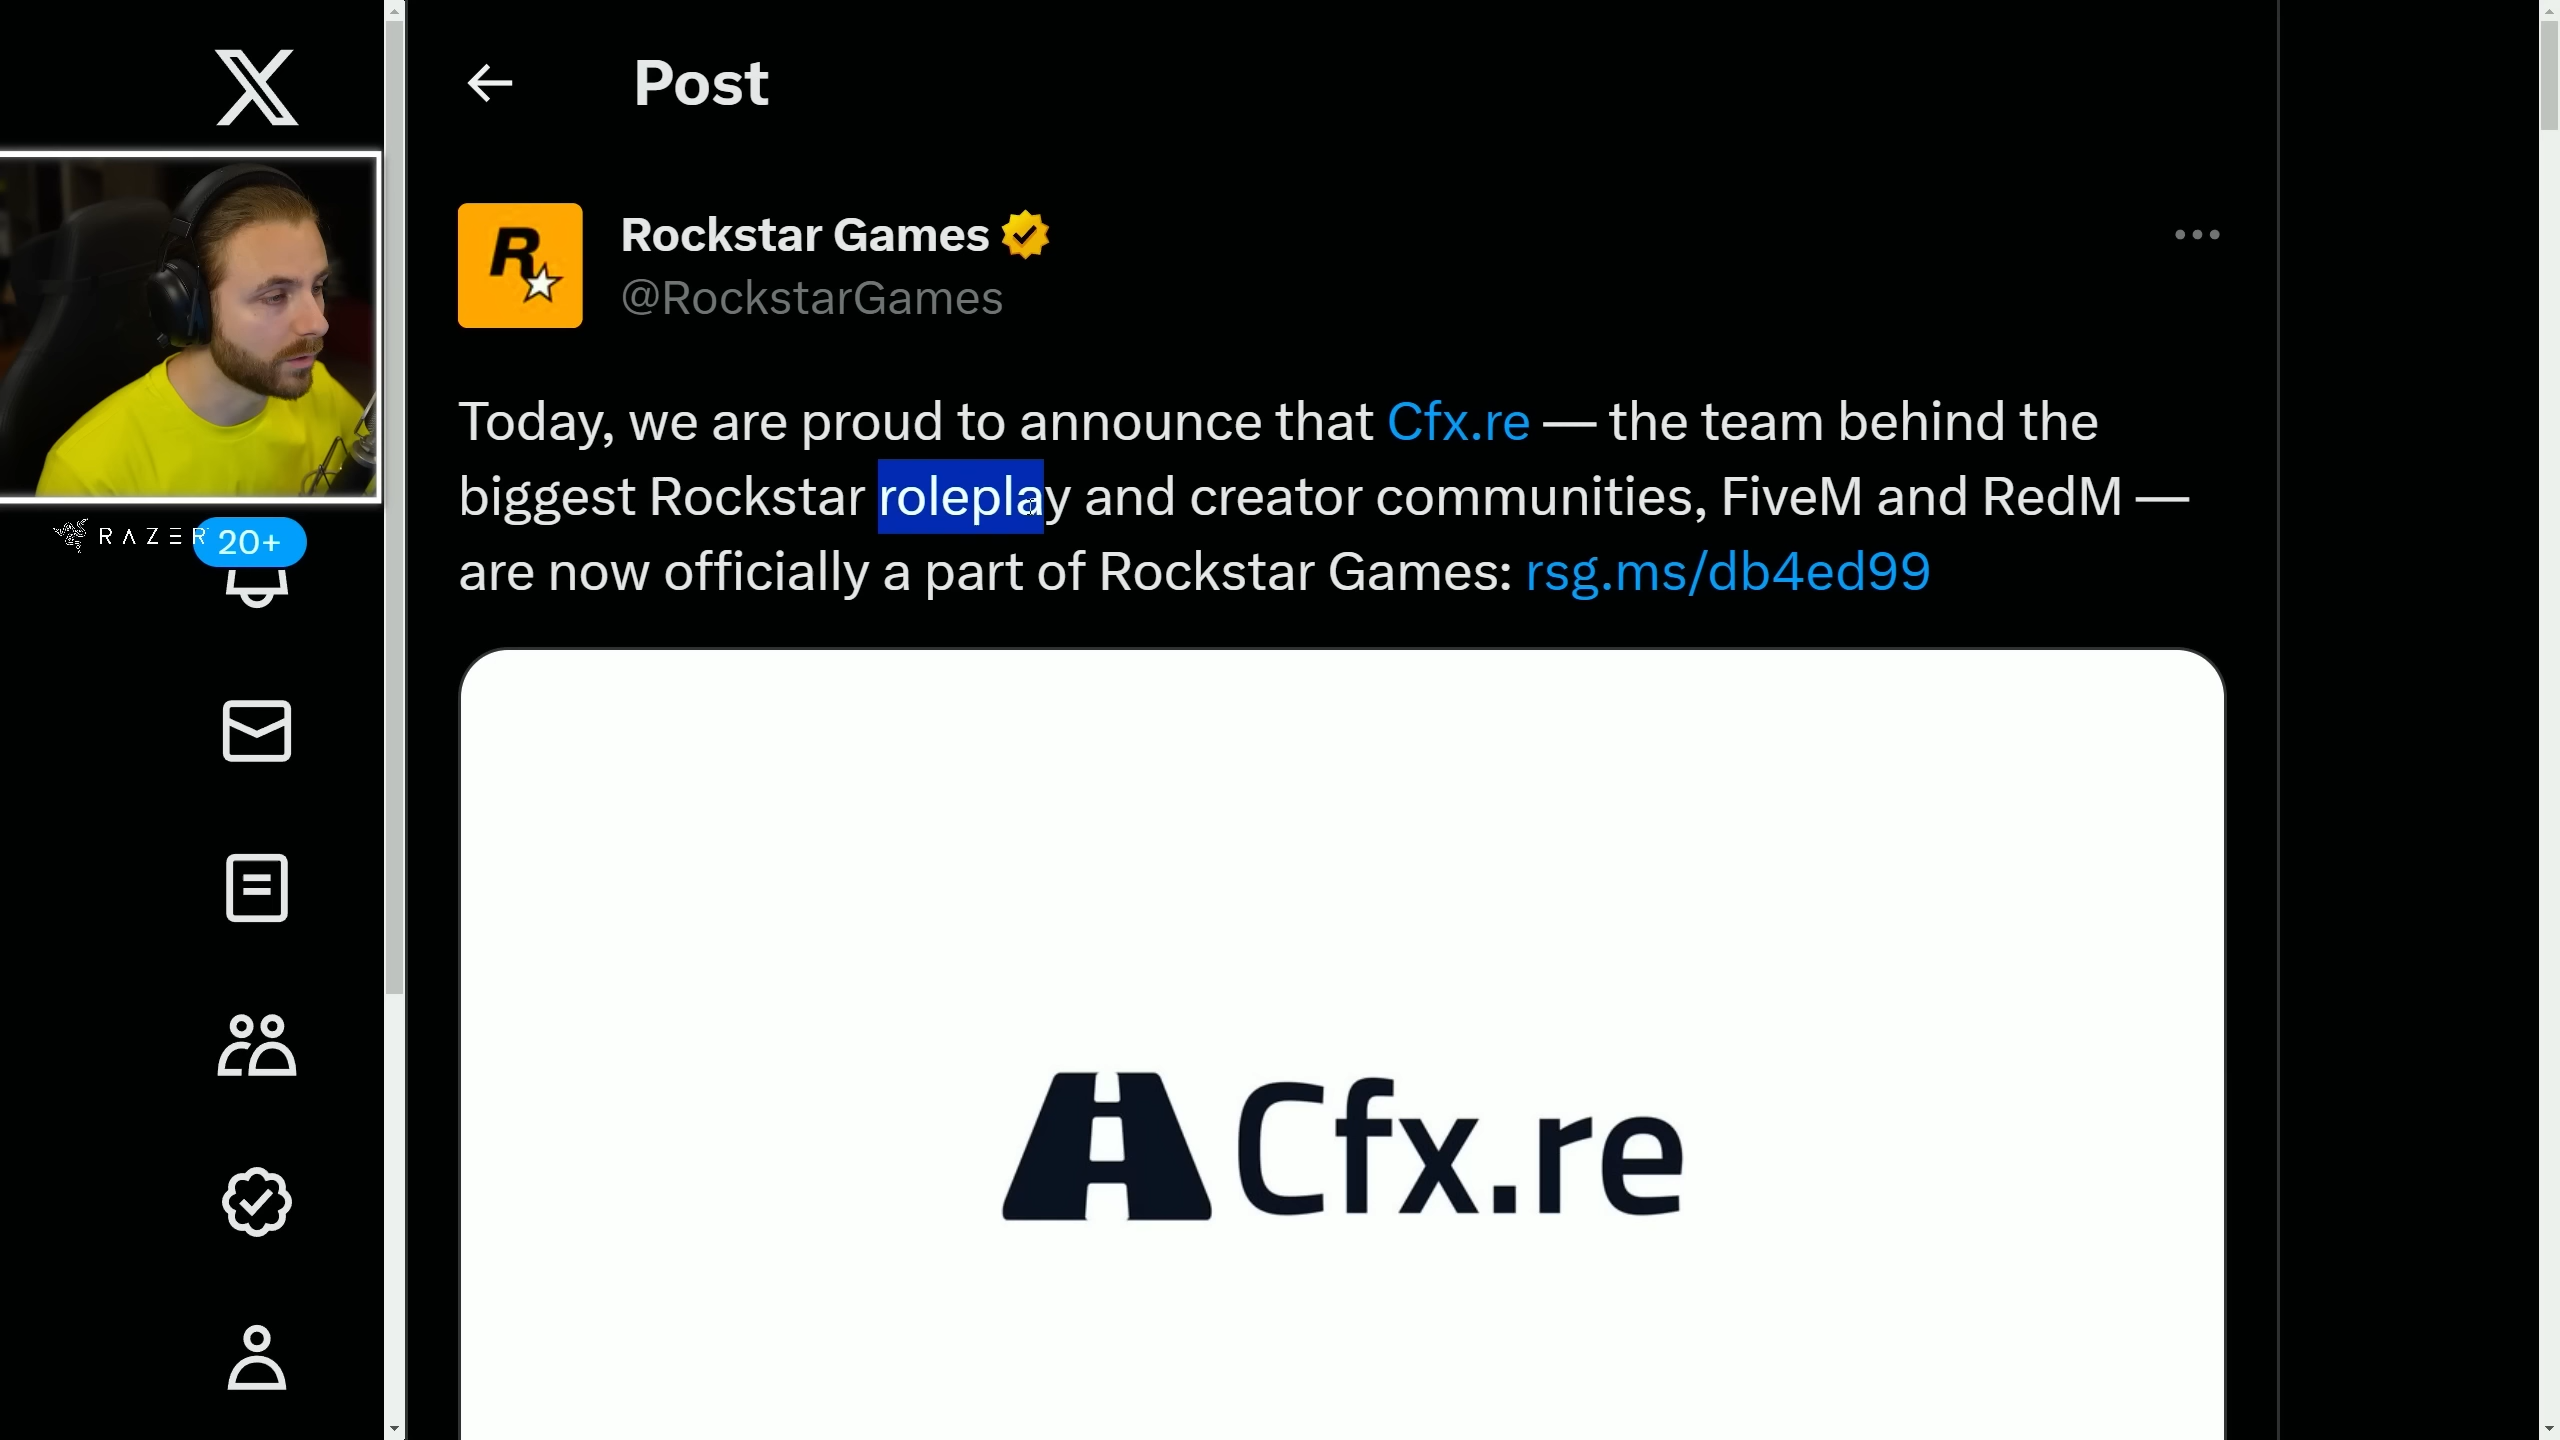 Post
Rockstar Games
@RockstarGames
Today, we are proud to announce that Cfx.re — the team behind the
biggest Rockstar roleplay and creator communities, FiveM and RedM —
are now officially a part of Rockstar Games: rsg.ms/db4ed99
RAZER
20+
Cfx.re